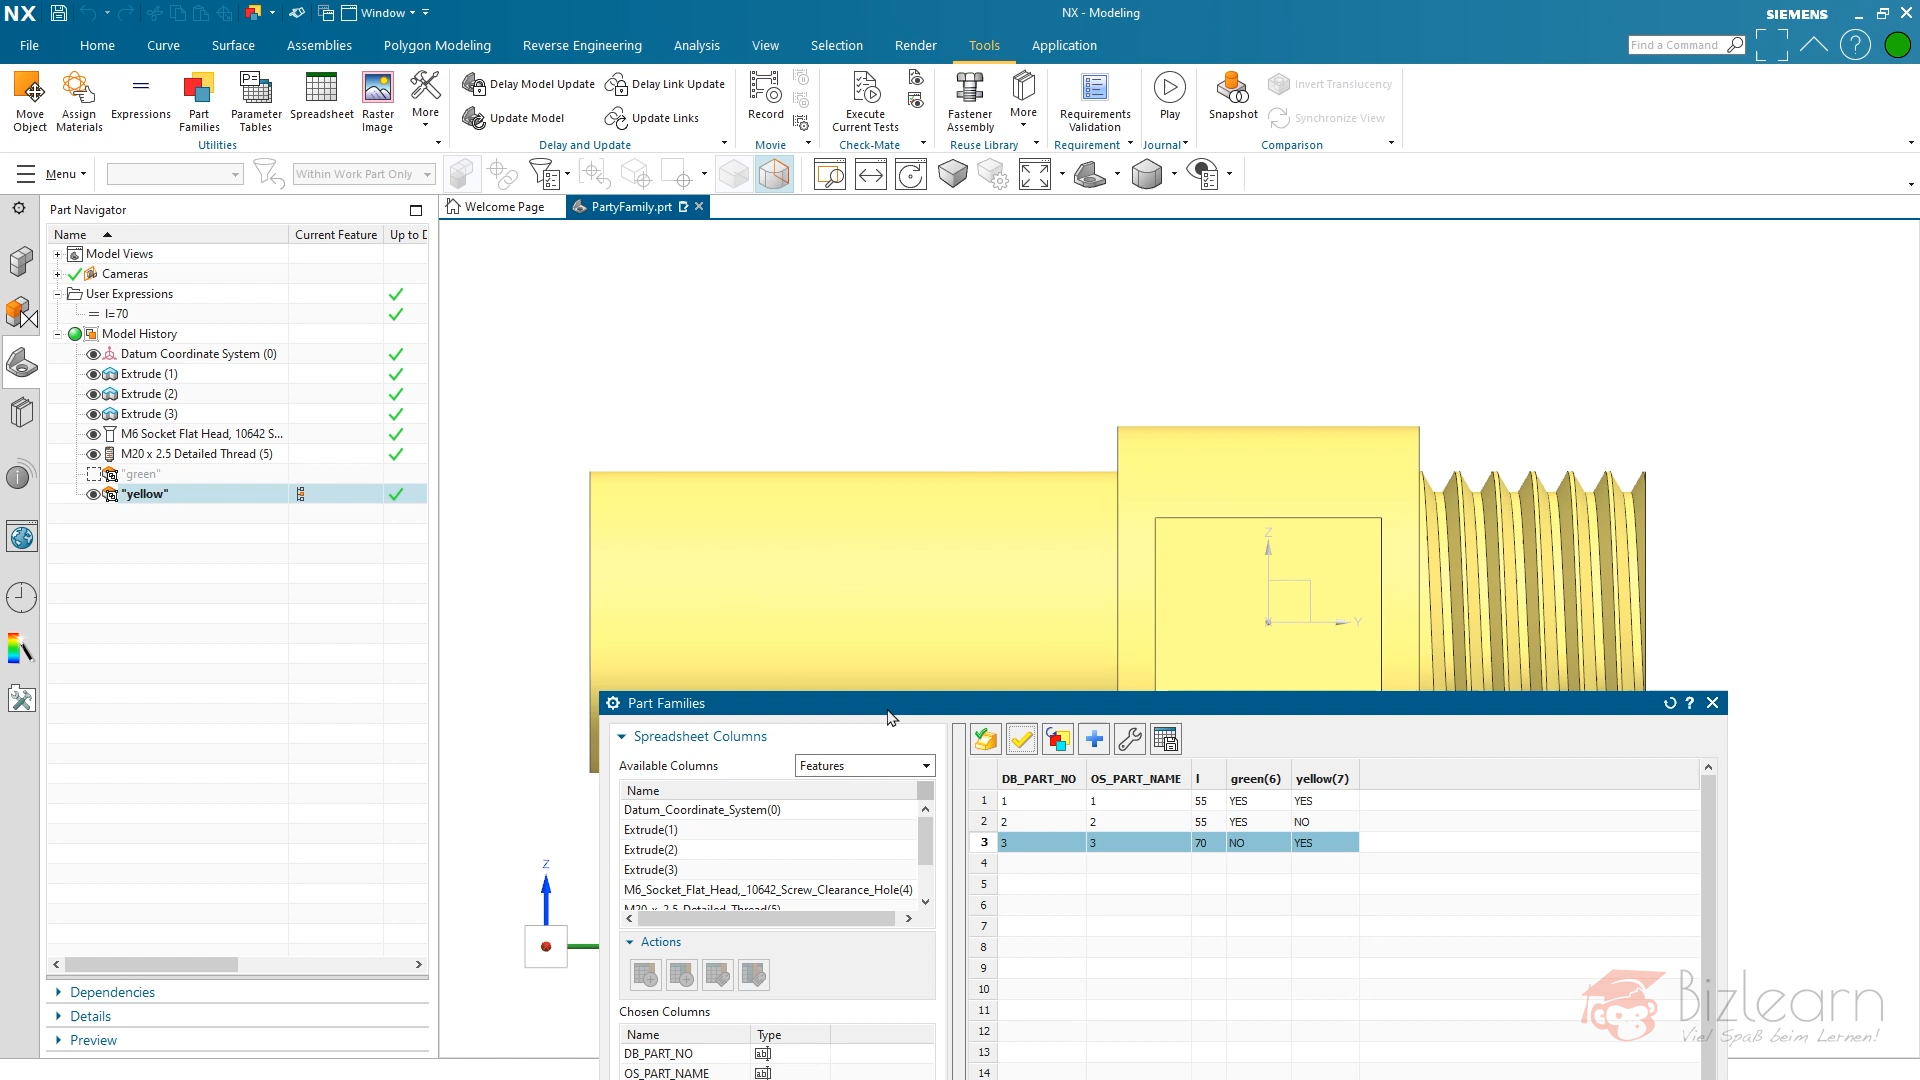 NX
Window
NX - Modeling
SIEMENS
File
Home
Curve
Surface
Assemblies
Polygon Modeling
Reverse Engineering
Analysis
View
Selection
Render
Tools
Application
Find a Command
Move Object
Assign Materials
Expressions
Part Families
Parameter Tables
Spreadsheet
Raster Image
More
Delay Model Update
Delay Link Update
Update Model
Update Links
Record
Execute Current Tests
Fastener Assembly
More
Requirements Validation
Play
Snapshot
Invert Translucency
Synchronize View
Utilities
Delay and Update
Movie
Check-Mate
Reuse Library
Requirement
Journal
Comparison
Menu
Within Work Part Only
Part Navigator
Welcome Page
PartyFamily.prt
Name
Current Feature
Up to D
Model Views
Cameras
User Expressions
l=70
Model History
Datum Coordinate System (0)
Extrude (1)
Extrude (2)
Extrude (3)
M6 Socket Flat Head, 10642 S...
M20 x 2.5 Detailed Thread (5)
"green"
"yellow"
Z
Y
Z
Dependencies
Details
Preview
Part Families
Spreadsheet Columns
Available Columns
Features
Name
Datum_Coordinate_System(0)
Extrude(1)
Extrude(2)
Extrude(3)
M6_Socket_Flat_Head,_10642_Screw_Clearance_Hole(4)
M20_x_2.5_Detailed_Thread(5)
Actions
Chosen Columns
Name Type
DB_PART_NO
OS_PART_NAME
DB_PART_NO OS_PART_NAME l green(6) yellow(7)
1 1 1 55 YES YES
2 2 2 55 YES NO
3 3 3 70 NO YES
4
5
6
7
8
9
10
11
12
13
14
Bizlearn
Viel Spaß beim Lernen!